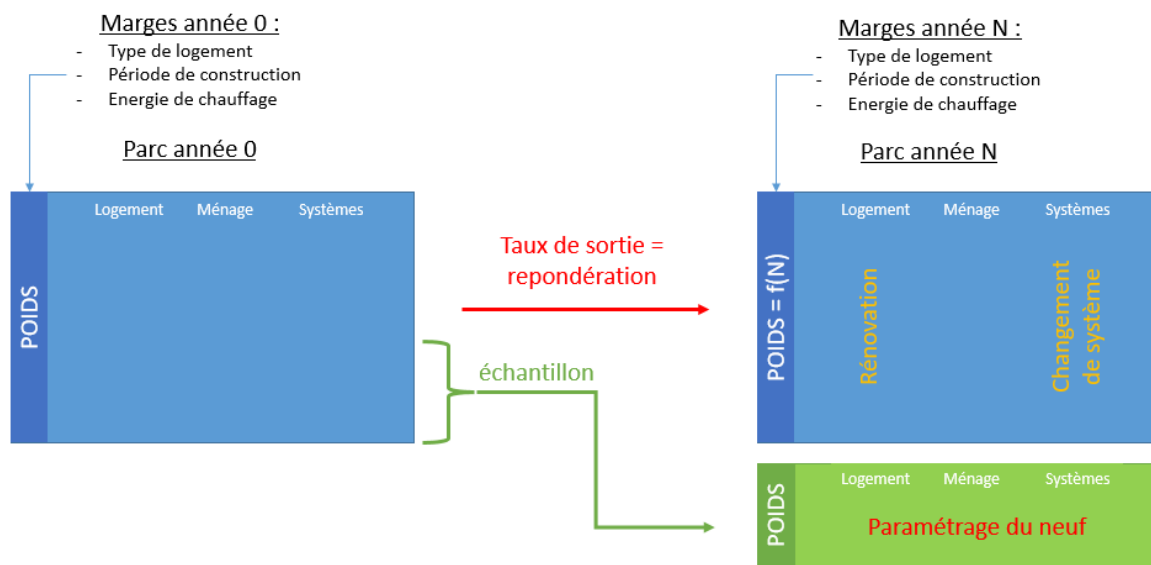 Marges année 0 :
- Type de logement
- Période de construction
- Energie de chauffage
Parc année 0
POIDS
Logement Ménage Systèmes
Taux de sortie =
repondération
échantillon
Marges année N :
- Type de logement
- Période de construction
- Energie de chauffage
Parc année N
POIDS = f(N)
Logement Ménage Systèmes
Rénovation
Changement
de système
POIDS
Logement Ménage Systèmes
Paramétrage du neuf